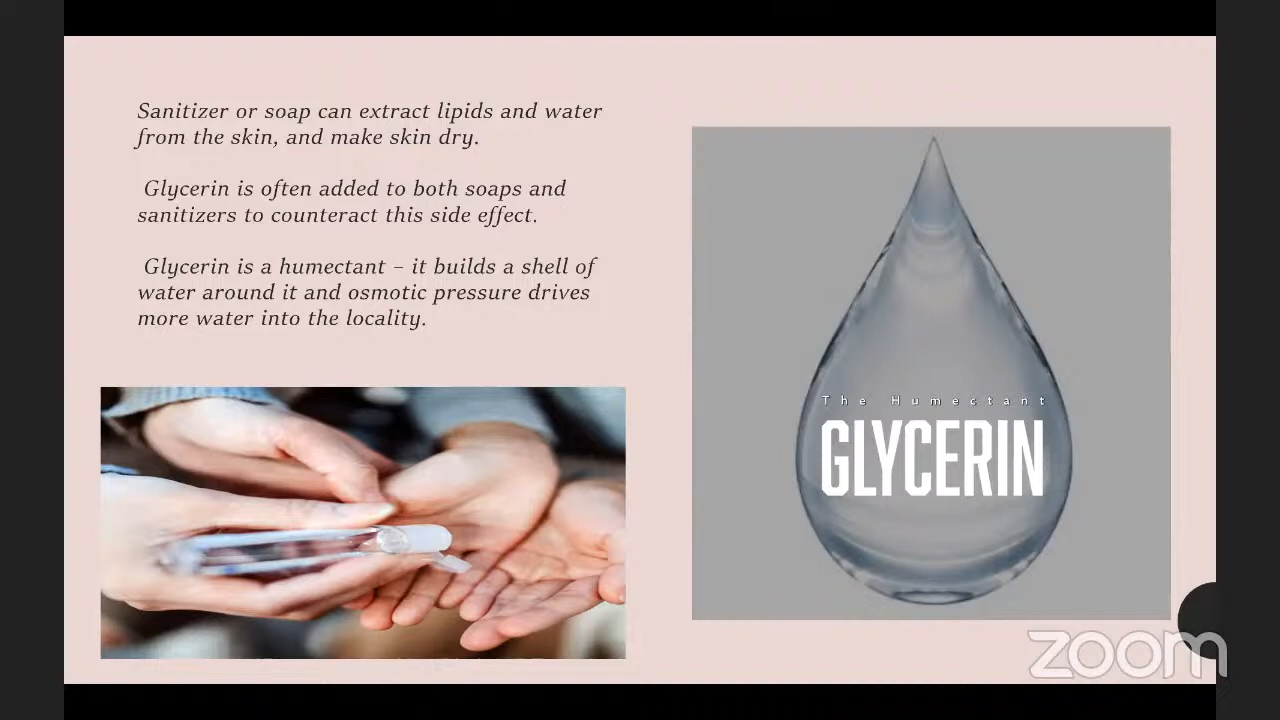 Sanitizer or soap can extract lipids and water
from the skin, and make skin dry.
Glycerin is often added to both soaps and
sanitizers to counteract this side effect.
Glycerin is a humectant – it builds a shell of
water around it and osmotic pressure drives
more water into the locality.
The Humectant
GLYCERIN
zoom